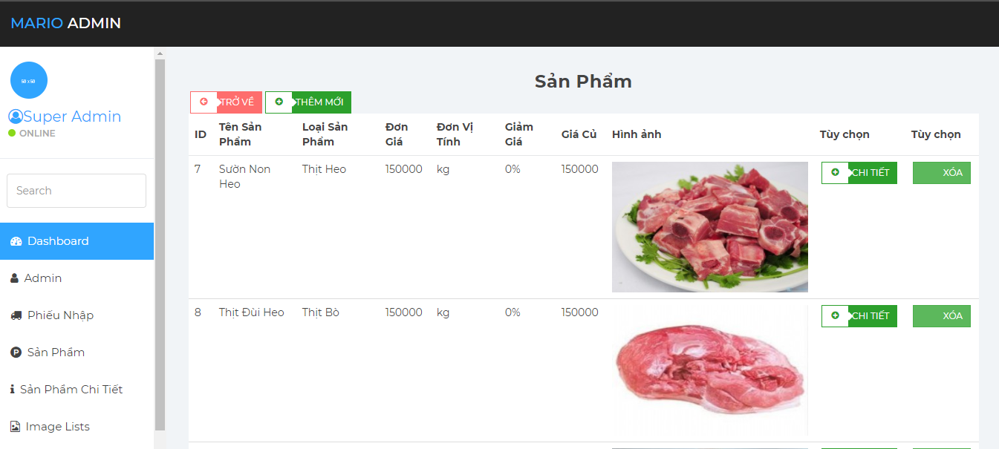 MARIO ADMIN
50 x 50
Super Admin
ONLINE
Search
Dashboard
Admin
Phiếu Nhập
Sản Phẩm
Sản Phẩm Chi Tiết
Image Lists
Sản Phẩm
TRỞ VỀ THÊM MỚI
ID Tên Sản Phẩm Loại Sản Phẩm Đơn Giá Đơn Vị Tính Giảm Giá Giá Củ Hình ảnh Tùy chọn Tùy chọn
7 Sườn Non Heo Thịt Heo 150000 kg 0% 150000 CHI TIẾT XÓA
8 Thịt Đùi Heo Thịt Bò 150000 kg 0% 150000 CHI TIẾT XÓA